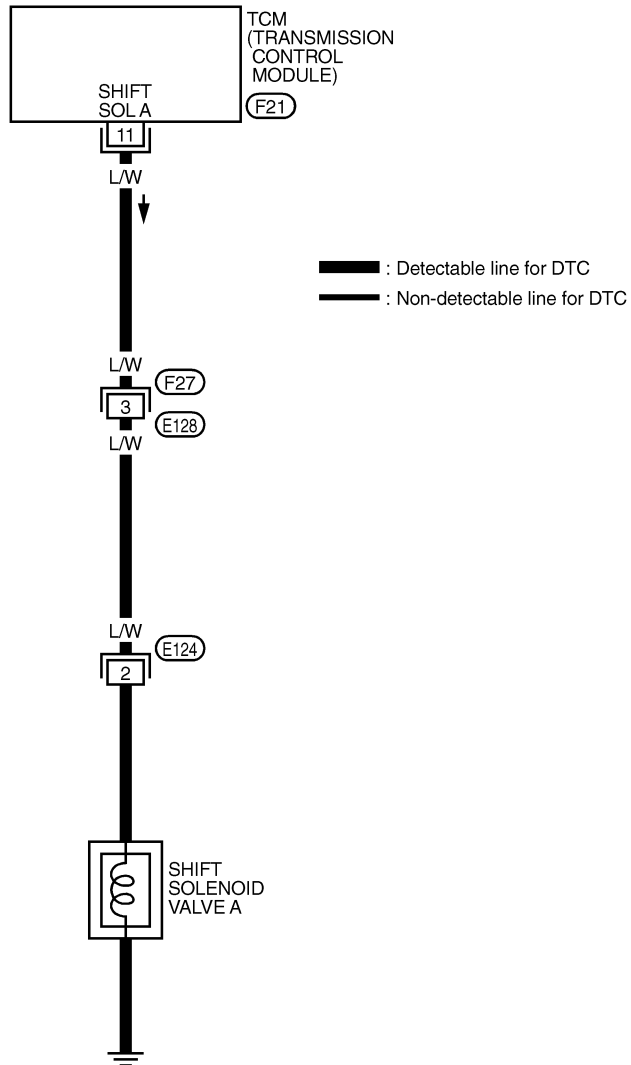 TCM
(TRANSMISSION
CONTROL
MODULE)
SHIFT
SOL A
F21
11
L/W
: Detectable line for DTC
: Non-detectable line for DTC
L/W
F27
3
E128
L/W
L/W
E124
2
SHIFT
SOLENOID
VALVE A